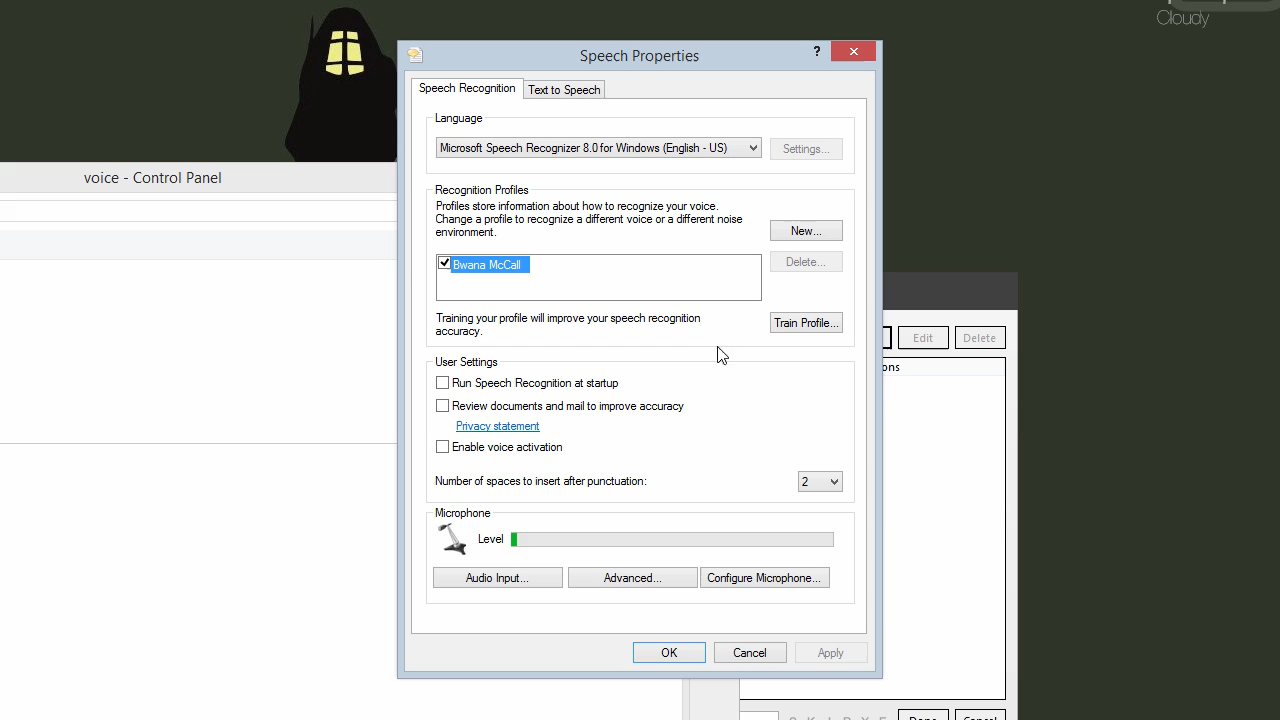 Cloudy
Speech Properties
?
Speech Recognition
Text to Speech
Language
Microsoft Speech Recognizer 8.0 for Windows (English - US)
Settings...
voice - Control Panel
Recognition Profiles
Profiles store information about how to recognize your voice.
Change a profile to recognize a different voice or a different noise
environment.
New...
Bwana McCall
Delete...
Training your profile will improve your speech recognition
accuracy.
Train Profile...
Edit
Delete
ons
User Settings
Run Speech Recognition at startup
Review documents and mail to improve accuracy
Privacy statement
Enable voice activation
Number of spaces to insert after punctuation:
2
Microphone
Level
Audio Input...
Advanced...
Configure Microphone...
OK
Cancel
Apply
Done
Cancel